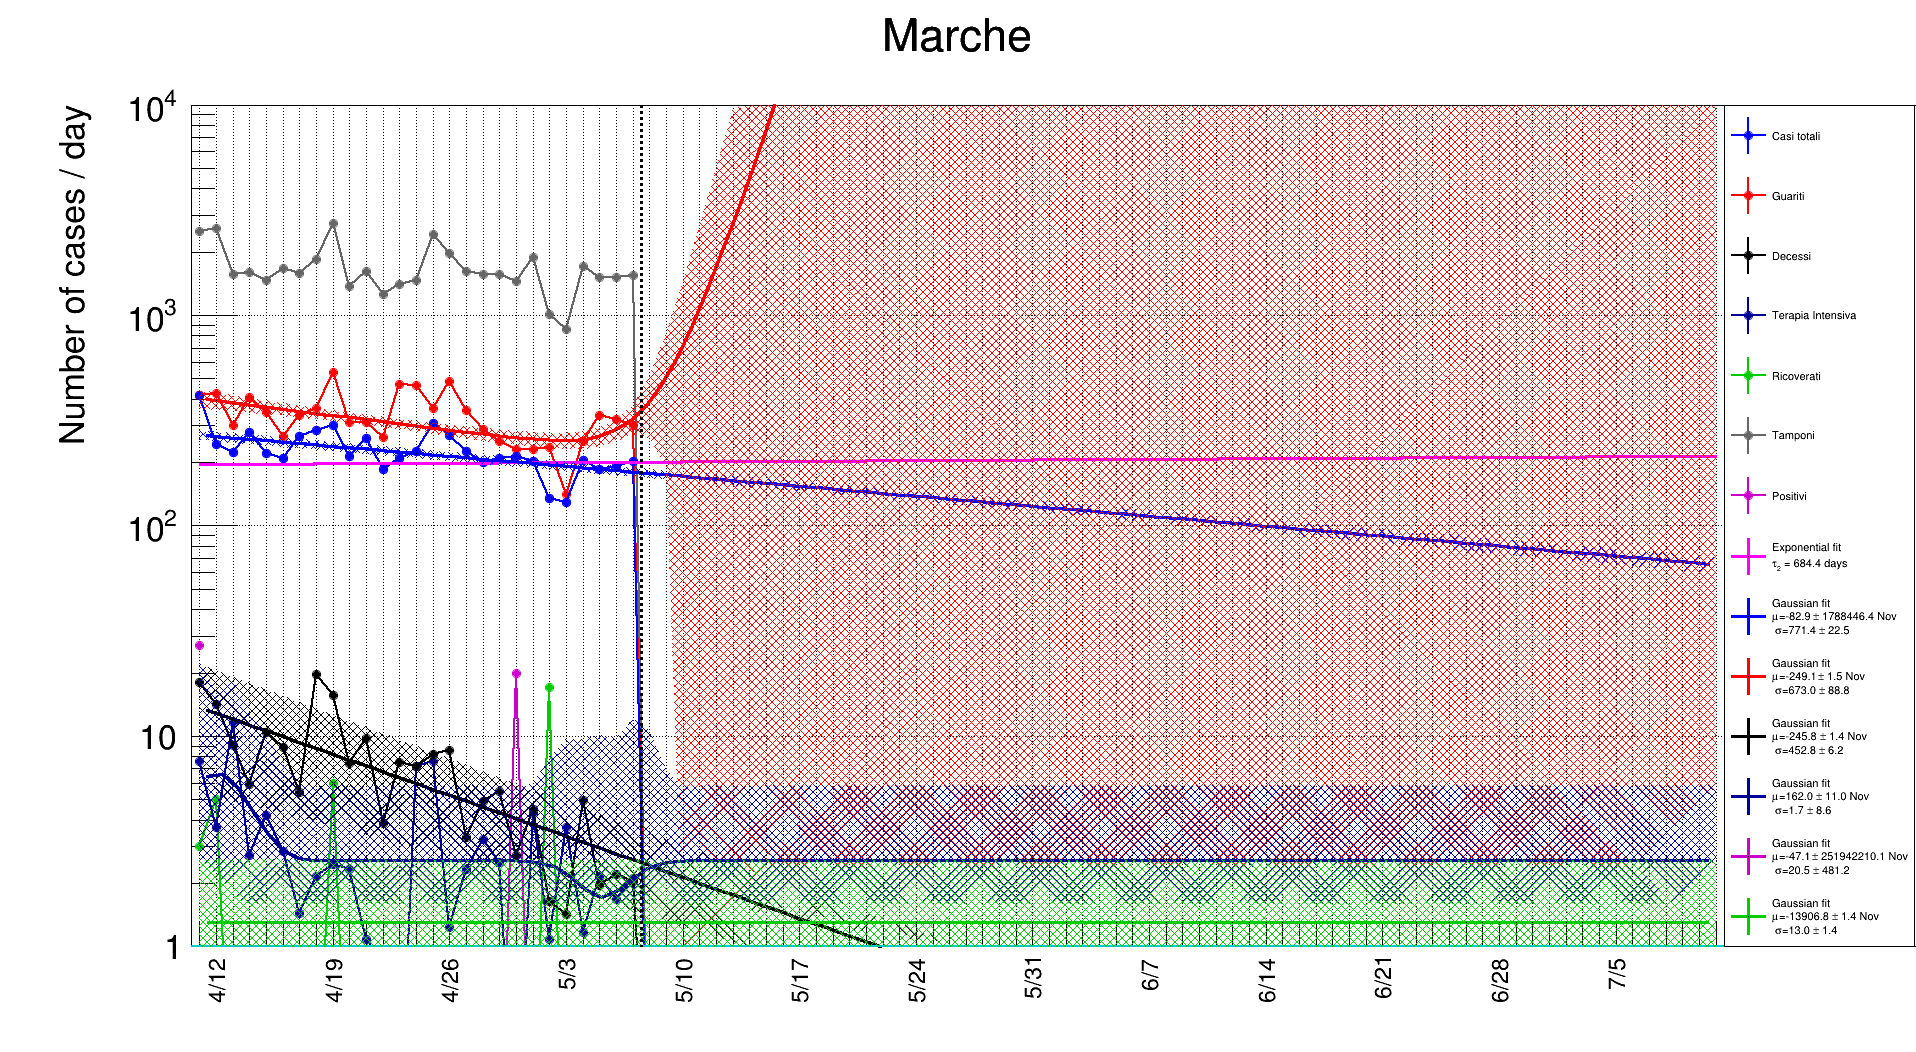 Marche
Number of cases / day
10^4
10^3
10^2
10
1
4/12
4/19
4/26
5/3
5/10
5/17
5/24
5/31
6/7
6/14
6/21
6/28
7/5
Casi totali
Guariti
Decessi
Terapia Intensiva
Ricoverati
Tamponi
Positivi
Exponential fit
τ₂ = 684.4 days
Gaussian fit
μ=-82.9 ± 1788446.4 Nov
σ=771.4 ± 22.5
Gaussian fit
μ=-249.1 ± 1.5 Nov
σ=673.0 ± 88.8
Gaussian fit
μ=-245.8 ± 1.4 Nov
σ=452.8 ± 6.2
Gaussian fit
μ=162.0 ± 11.0 Nov
σ=1.7 ± 8.6
Gaussian fit
μ=-47.1 ± 251942210.1 Nov
σ=20.5 ± 481.2
Gaussian fit
μ=-13906.8 ± 1.4 Nov
σ=13.0 ± 1.4